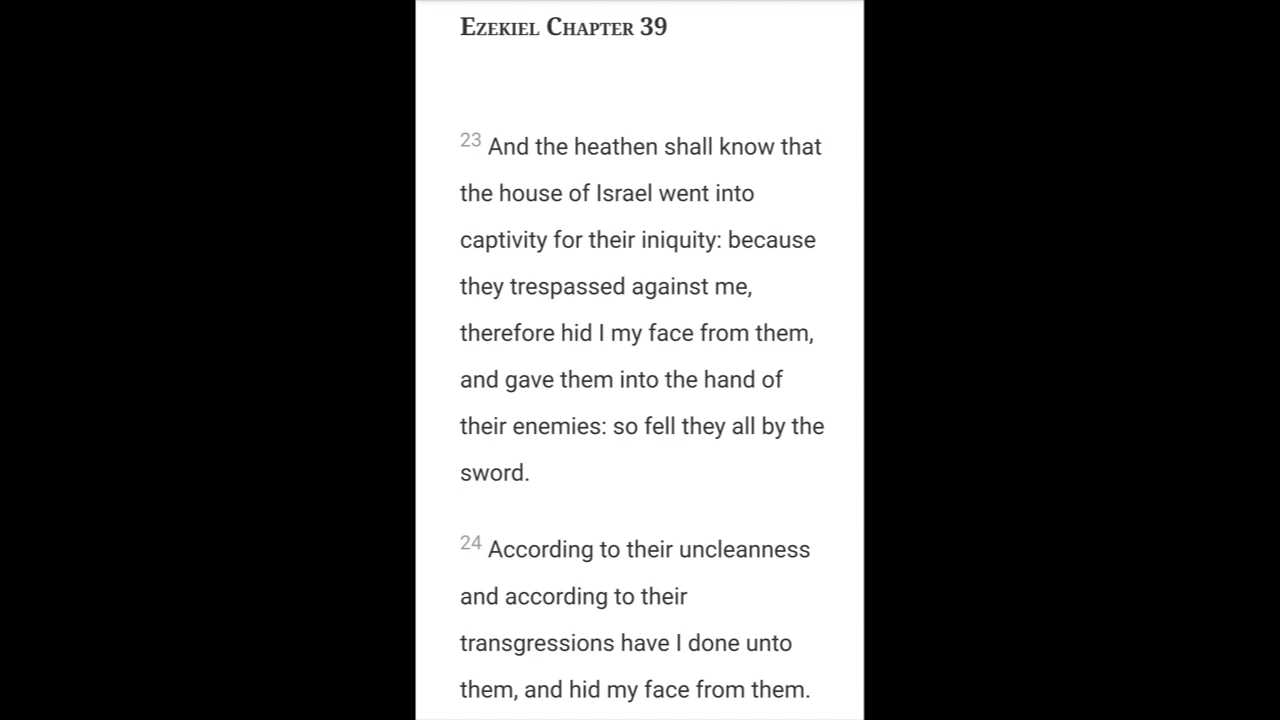 Ezekiel Chapter 39
23 And the heathen shall know that
the house of Israel went into
captivity for their iniquity: because
they trespassed against me,
therefore hid I my face from them,
and gave them into the hand of
their enemies: so fell they all by the
sword.
24 According to their uncleanness
and according to their
transgressions have I done unto
them, and hid my face from them.